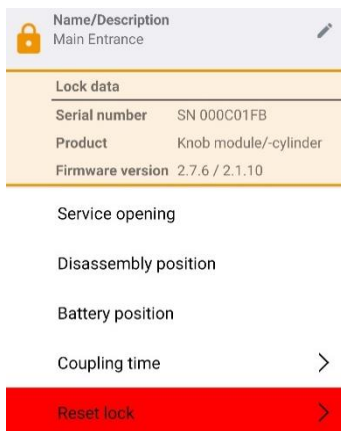 Name/Description
Main Entrance
Lock data
Serial number SN 000C01FB
Product Knob module/-cylinder
Firmware version 2.7.6 / 2.1.10
Service opening
Disassembly position
Battery position
Coupling time
Reset lock